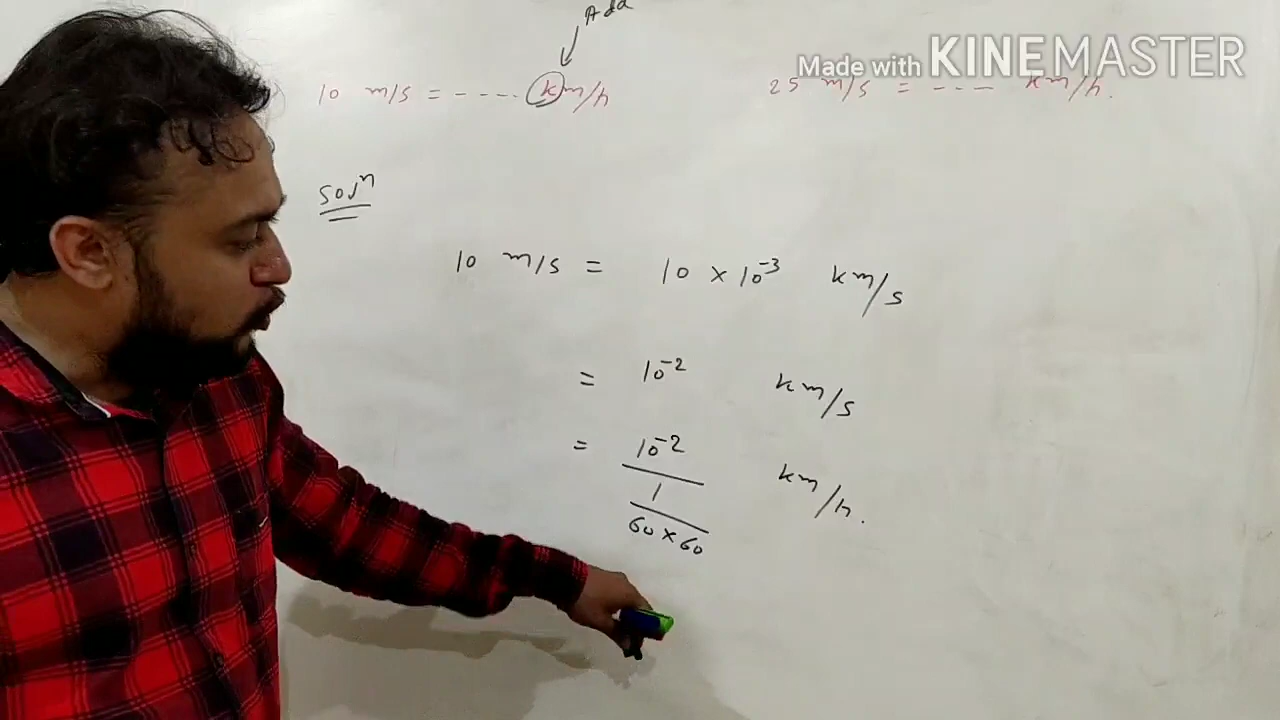 Add
Made with KINEMASTER
10 m/s = ---- km/h
25 m/s = --- km/h.
Solⁿ
10 m/s = 10 × 10⁻³ km/s
= 10⁻² km/s
= 10⁻² km/h.
1
60 × 60